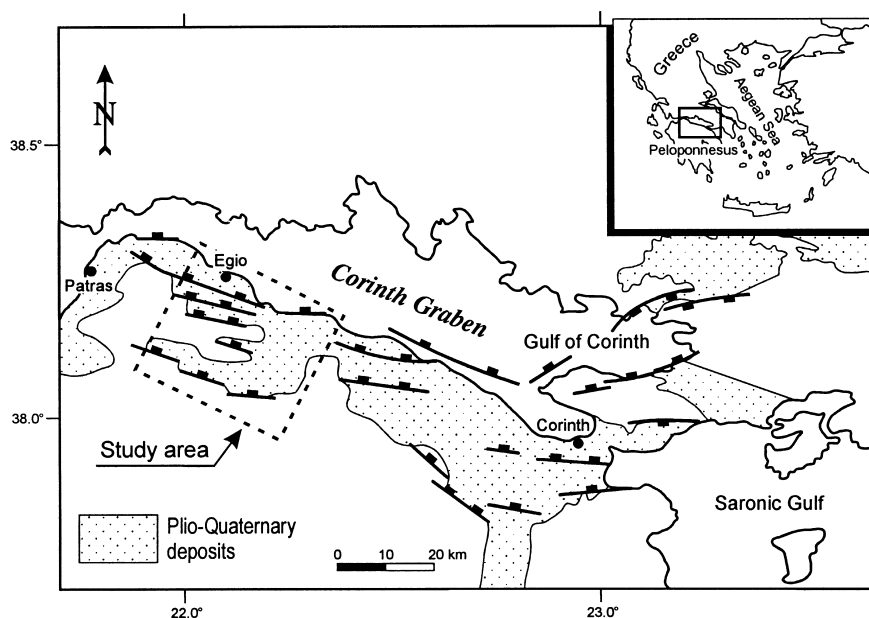 Greece
Aegean Sea
Peloponnesus
N
38.5°
Egio
Patras
Corinth Graben
Gulf of Corinth
38.0°
Corinth
Study area
Saronic Gulf
Plio-Quaternary
deposits
0 10 20 km
22.0°
23.0°